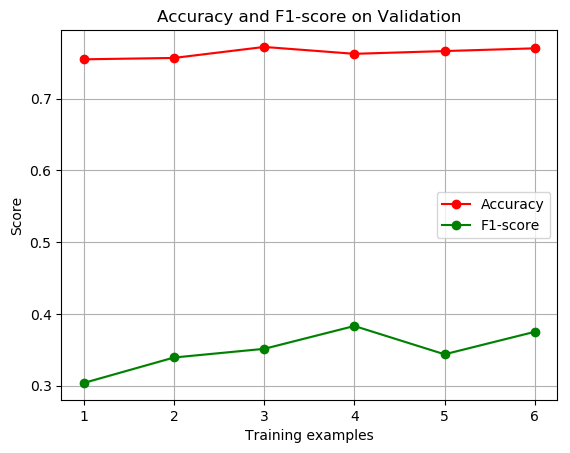 Accuracy and F1-score on Validation
Score
0.7
0.6
0.5
0.4
0.3
Accuracy
F1-score
1 2 3 4 5 6
Training examples